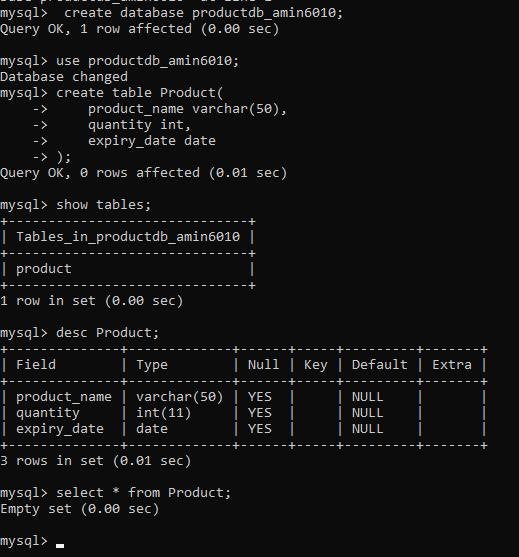 mysql>  create database productdb_amin6010;
Query OK, 1 row affected (0.00 sec)
mysql> use productdb_amin6010;
Database changed
mysql> create table Product(
    ->     product_name varchar(50),
    ->     quantity int,
    ->     expiry_date date
    -> );
Query OK, 0 rows affected (0.01 sec)
mysql> show tables;
+------------------------------+
| Tables_in_productdb_amin6010 |
+------------------------------+
| product                      |
+------------------------------+
1 row in set (0.00 sec)
mysql> desc Product;
+--------------+-------------+------+-----+---------+-------+
| Field        | Type        | Null | Key | Default | Extra |
+--------------+-------------+------+-----+---------+-------+
| product_name | varchar(50) | YES  |     | NULL    |       |
| quantity     | int(11)     | YES  |     | NULL    |       |
| expiry_date  | date        | YES  |     | NULL    |       |
+--------------+-------------+------+-----+---------+-------+
3 rows in set (0.01 sec)
mysql> select * from Product;
Empty set (0.00 sec)
mysql>